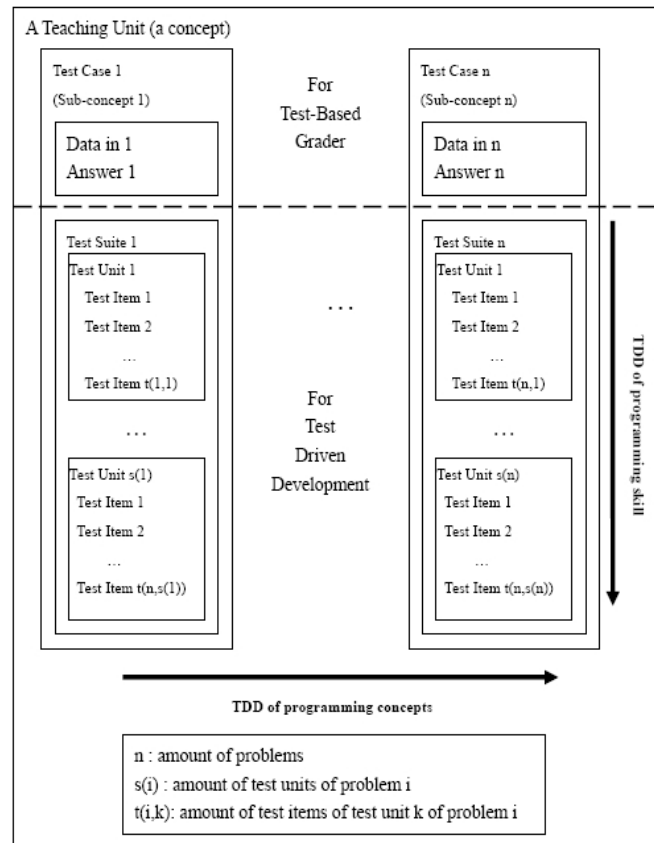 A Teaching Unit (a concept)
Test Case 1
(Sub-concept 1)
Data in 1
Answer 1
For
Test-Based
Grader
Test Case n
(Sub-concept n)
Data in n
Answer n
Test Suite 1
Test Unit 1
Test Item 1
Test Item 2
...
Test Item t(1,1)
...
Test Unit s(1)
Test Item 1
Test Item 2
...
Test Item t(n,s(1))
...
For
Test
Driven
Development
Test Suite n
Test Unit 1
Test Item 1
Test Item 2
...
Test Item t(n,1)
...
Test Unit s(n)
Test Item 1
Test Item 2
...
Test Item t(n,s(n))
TDD of programming skill
TDD of programming concepts
n : amount of problems
s(i) : amount of test units of problem i
t(i,k): amount of test items of test unit k of problem i